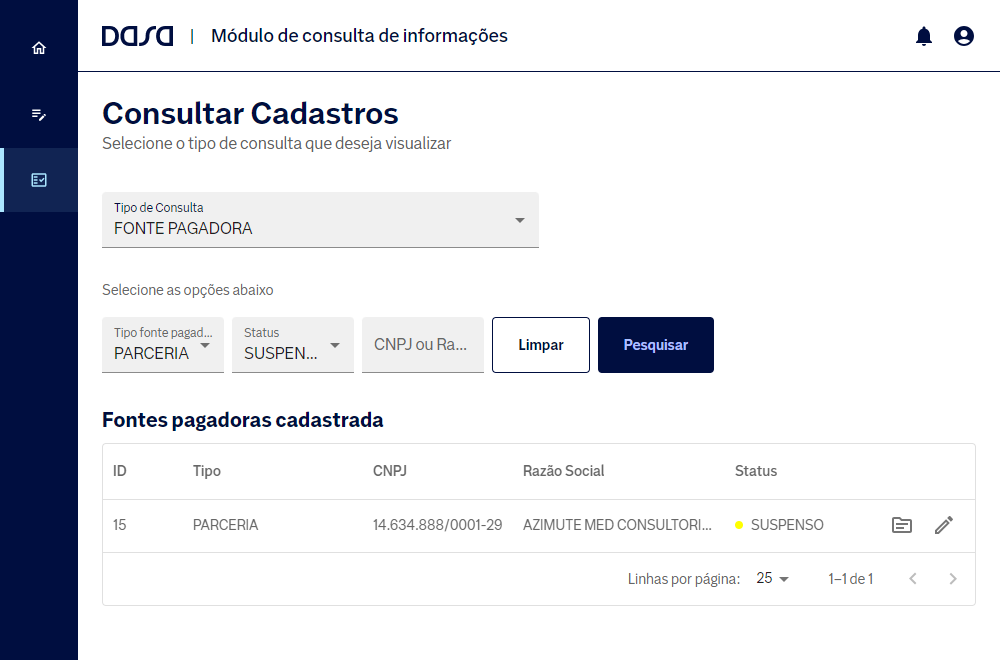 DASA | Módulo de consulta de informações
Consultar Cadastros
Selecione o tipo de consulta que deseja visualizar
Tipo de Consulta
FONTE PAGADORA
Selecione as opções abaixo
Tipo fonte pagad...
PARCERIA
Status
SUSPEN...
CNPJ ou Ra...
Limpar
Pesquisar
Fontes pagadoras cadastrada
ID Tipo CNPJ Razão Social Status
15 PARCERIA 14.634.888/0001-29 AZIMUTE MED CONSULTORI... SUSPENSO
Linhas por página: 25 1–1 de 1